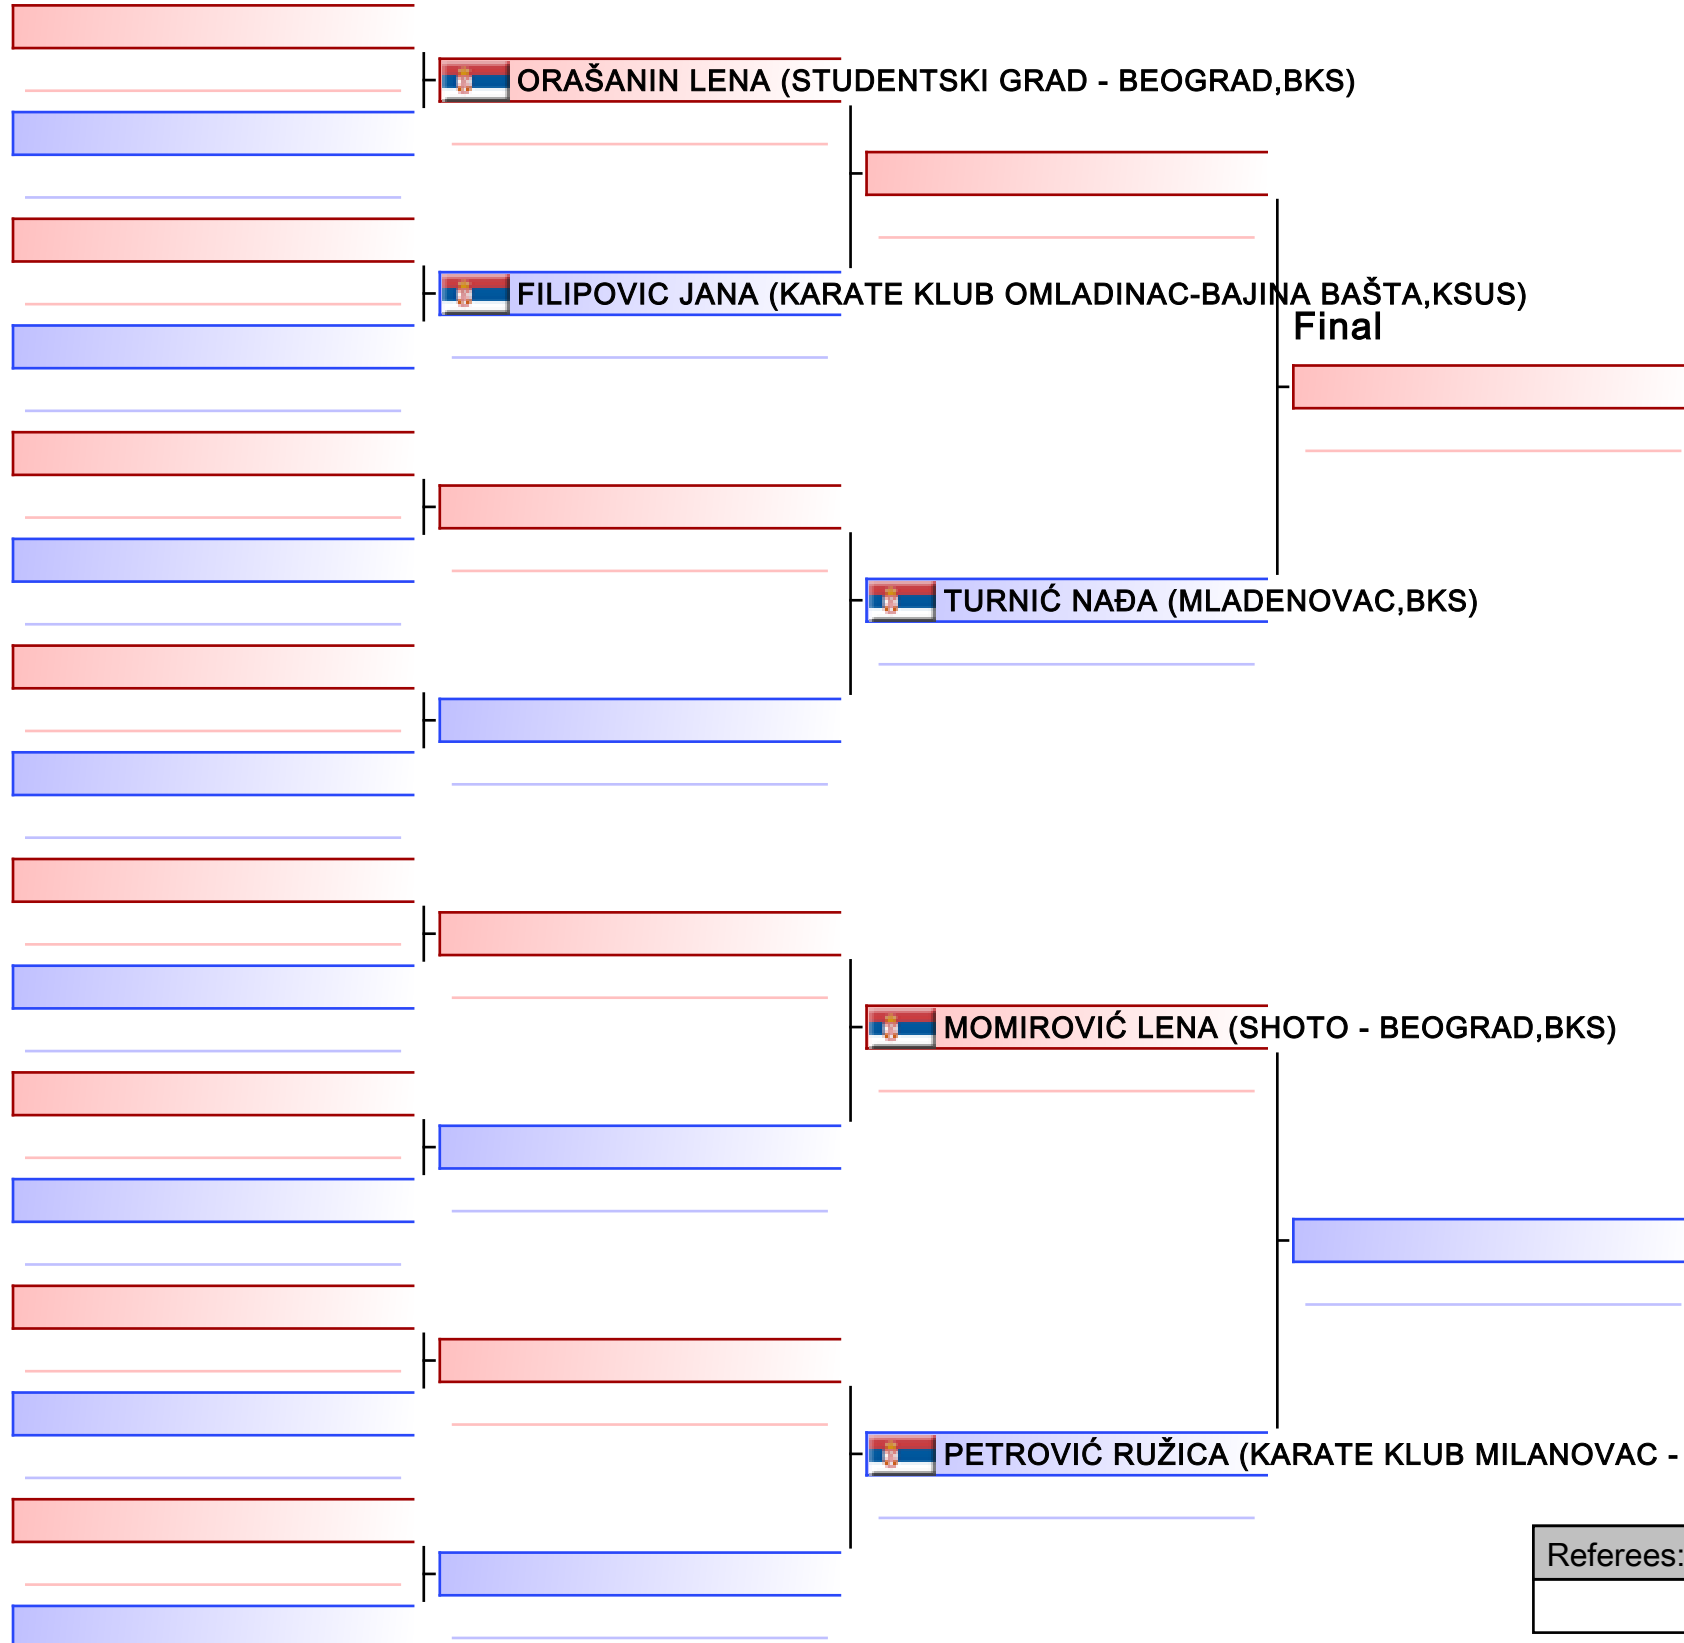 ORAŠANIN LENA (STUDENTSKI GRAD - BEOGRAD,BKS)
FILIPOVIC JANA (KARATE KLUB OMLADINAC-BAJINA BAŠTA,KSUS)
Final
TURNIĆ NAĐA (MLADENOVAC,BKS)
MOMIROVIĆ LENA (SHOTO - BEOGRAD,BKS)
PETROVIĆ RUŽICA (KARATE KLUB MILANOVAC -
Referees: